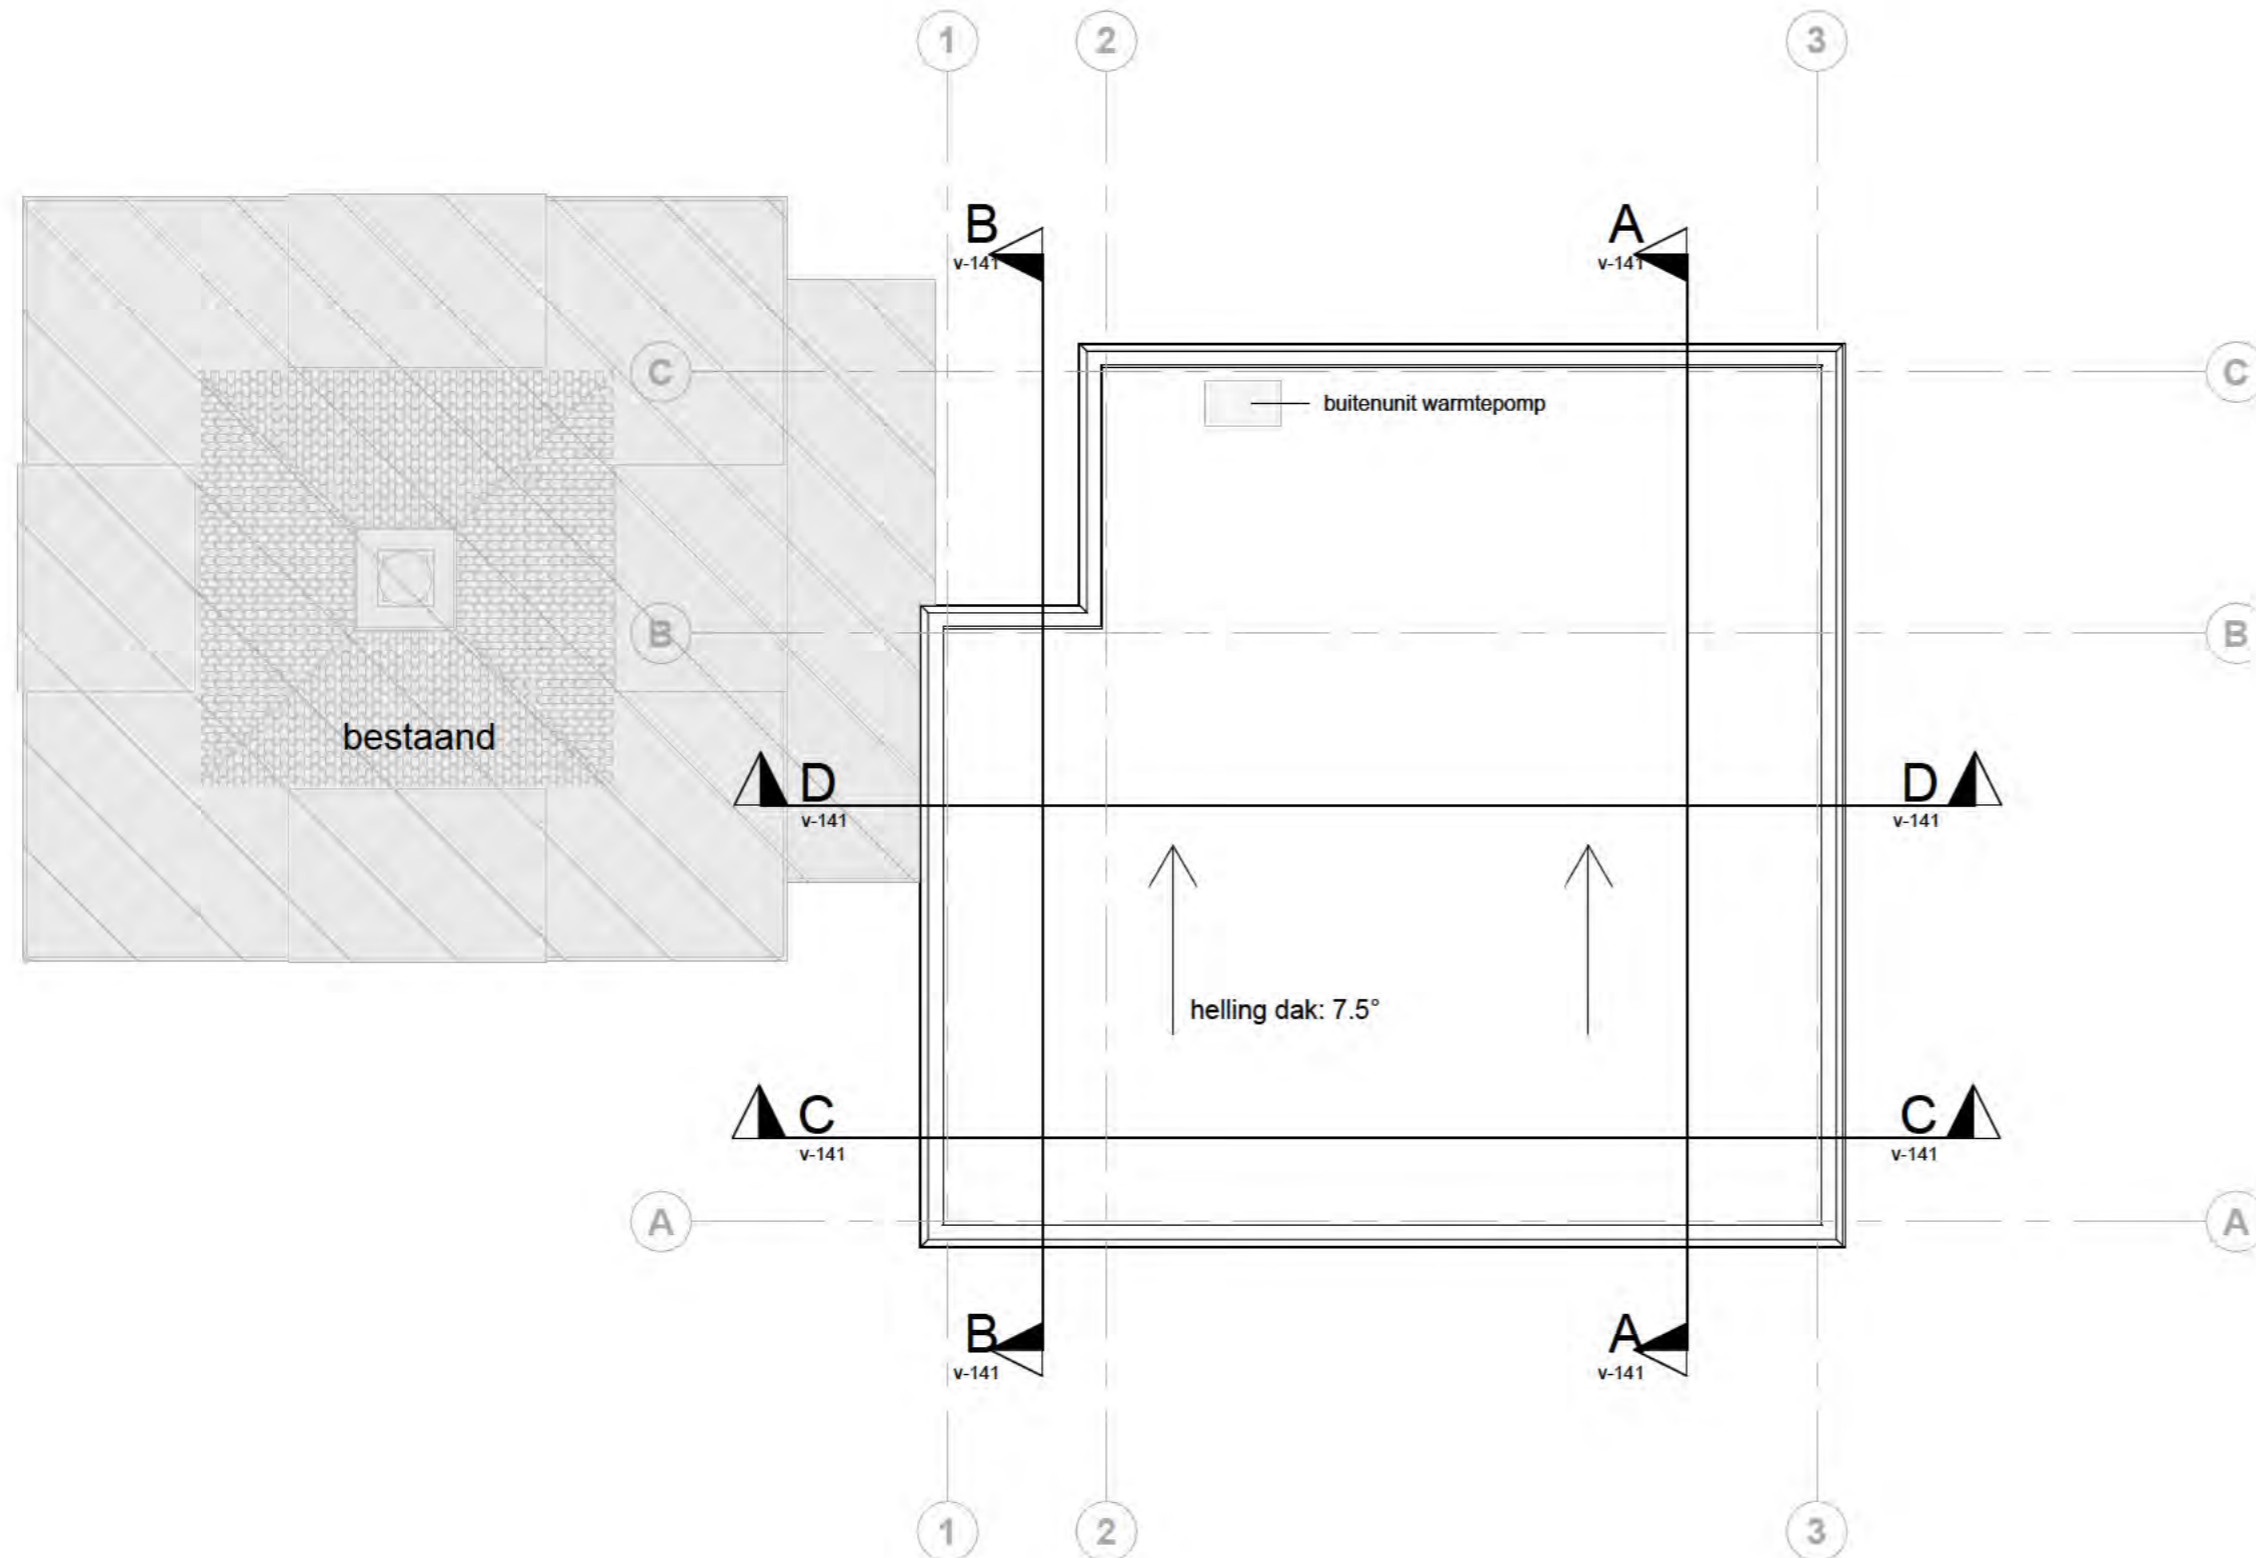 1 2 3
B A
v-141 v-141
C C
buitenunit warmtepomp
B B
bestaand
D D
v-141 v-141
helling dak: 7.5°
C C
v-141 v-141
A A
B A
v-141 v-141
1 2 3